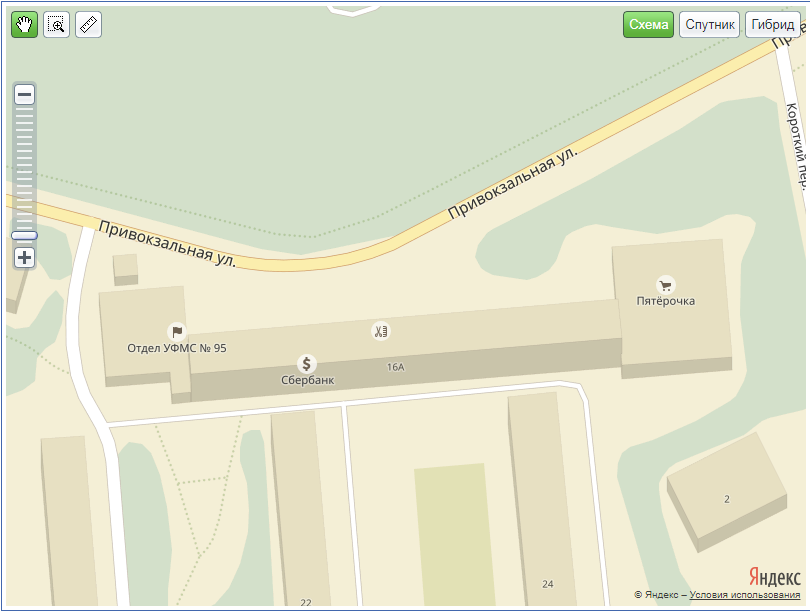 Схема Спутник Гибрид
Короткий пер.
Привокзальная ул.
Привокзальная ул.
Пятёрочка
Отдел УФМС № 95
$
Сбербанк
16А
2
24
22
Яндекс
© Яндекс – Условия использования